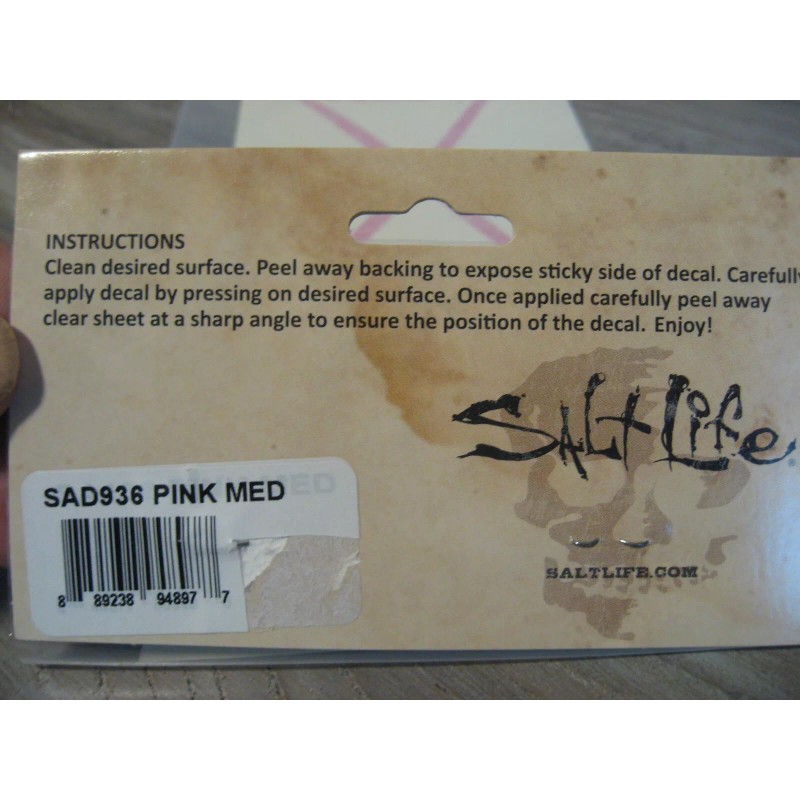 INSTRUCTIONS
Clean desired surface. Peel away backing to expose sticky side of decal. Carefully
apply decal by pressing on desired surface. Once applied carefully peel away
clear sheet at a sharp angle to ensure the position of the decal. Enjoy!
SALT LIFE
SALTLIFE.COM
SAD936 PINK MED
8 89238 94897 7